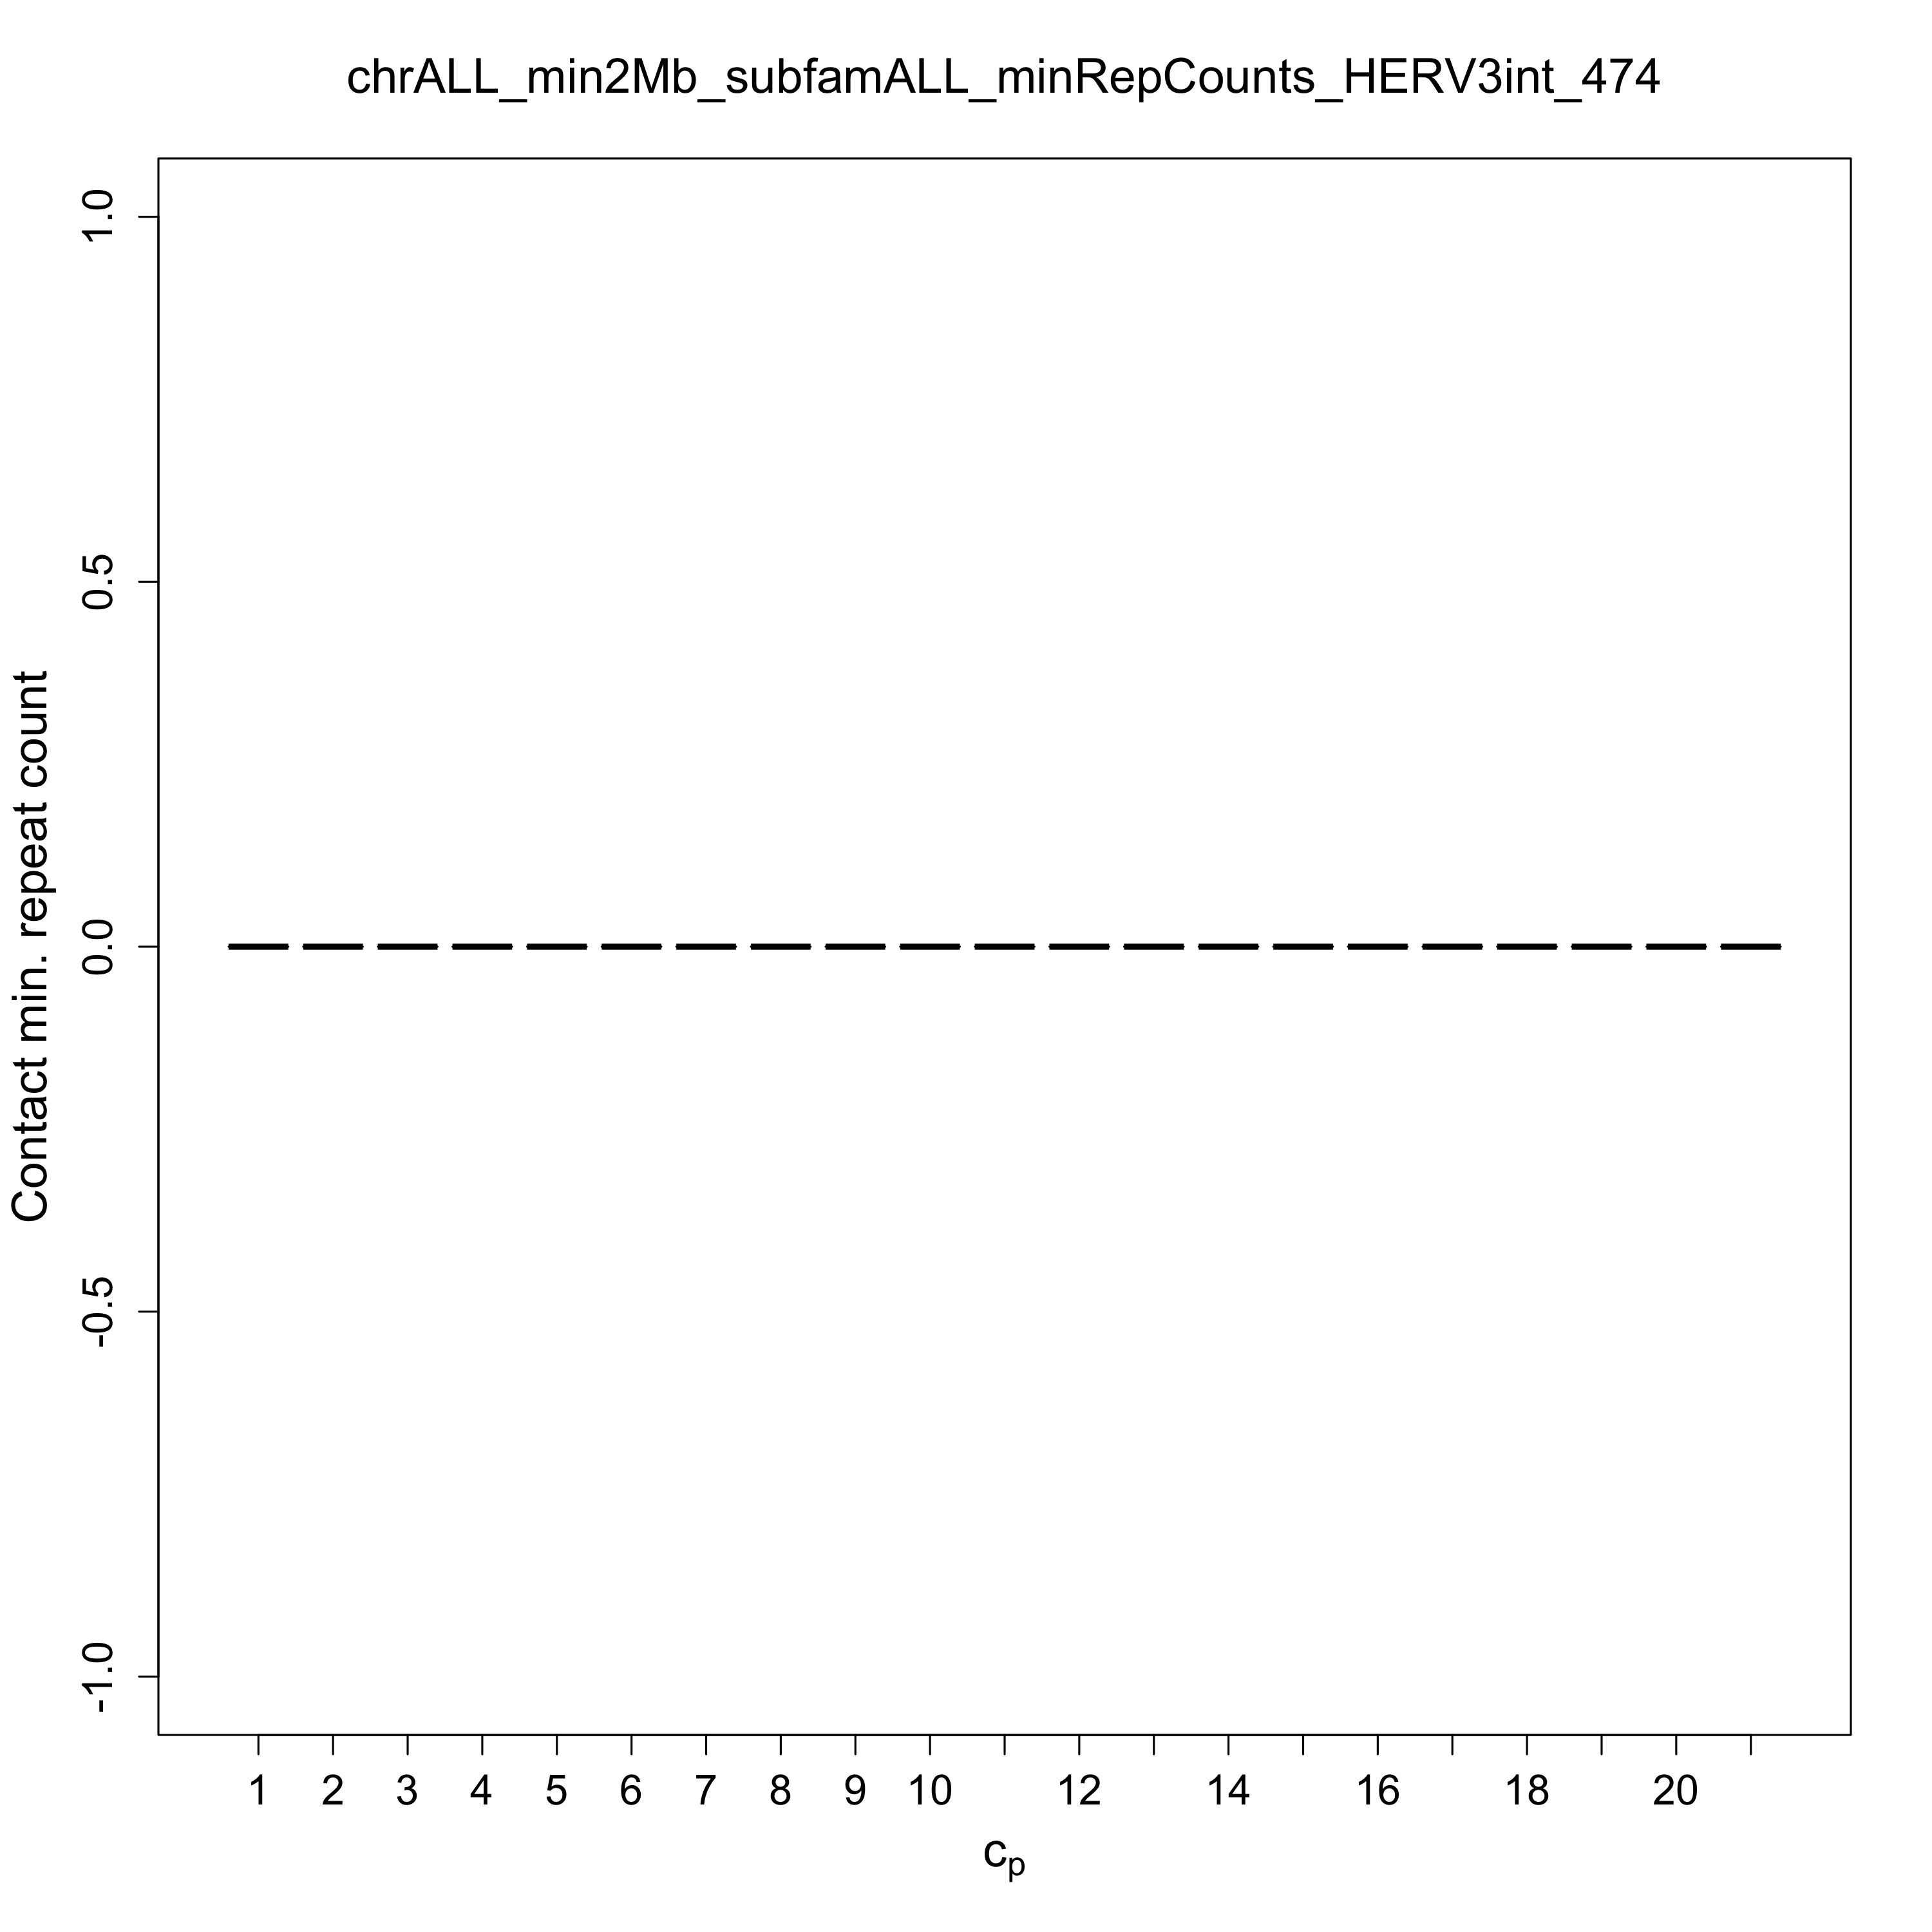 chrALL_min2Mb_subfamALL_minRepCounts_HERV3int_474
Contact min. repeat count
1.0
0.5
0.0
-0.5
-1.0
1 2 3 4 5 6 7 8 9 10 12 14 16 18 20
cp